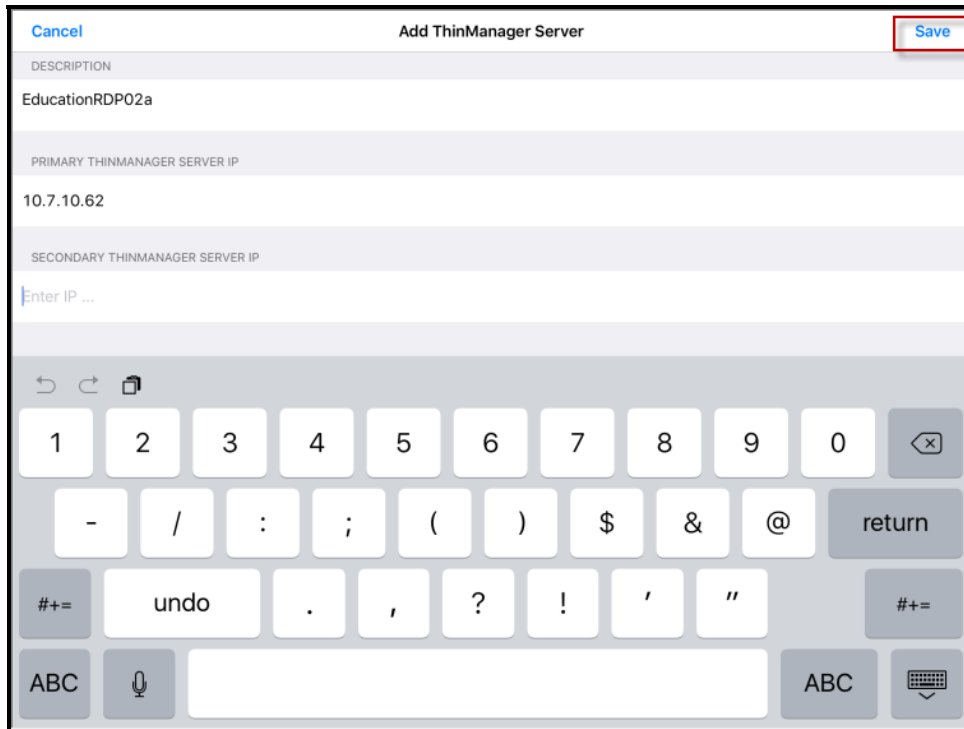 Cancel Add ThinManager Server Save
DESCRIPTION
EducationRDP02a
PRIMARY THINMANAGER SERVER IP
10.7.10.62
SECONDARY THINMANAGER SERVER IP
Enter IP ...
1 2 3 4 5 6 7 8 9 0
- / : ; ( ) $ & @ return
#+= undo . , ? ! ' " #+=
ABC ABC